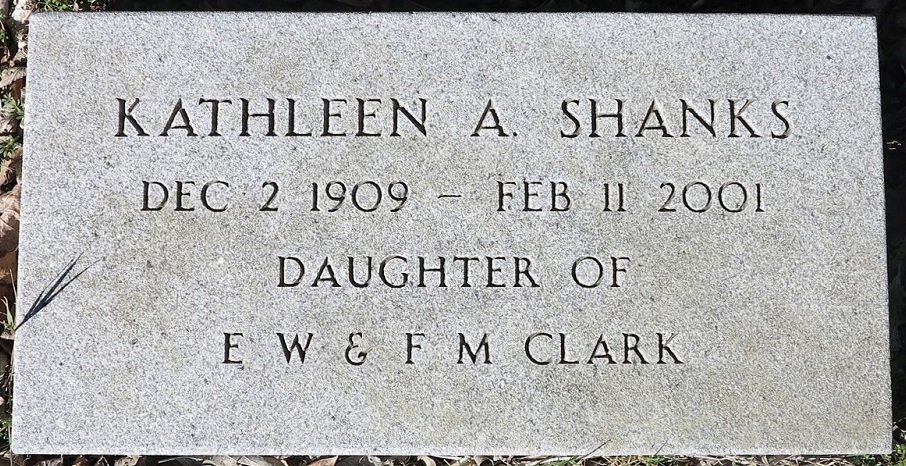 KATHLEEN A. SHANKS
DEC 2 1909 – FEB 11 2001
DAUGHTER OF
E W & F M CLARK